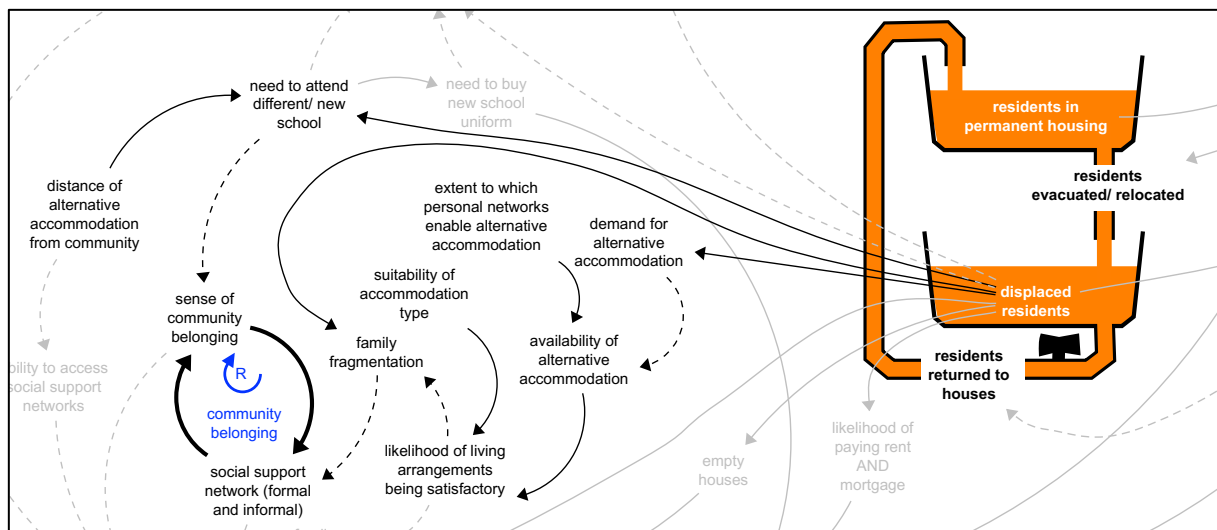 need to attend
different/ new
school
need to buy
new school
uniform
residents in
permanent housing
residents
evacuated/ relocated
distance of
alternative
accommodation
from community
extent to which
personal networks
enable alternative
accommodation
demand for
alternative
accommodation
suitability of
accommodation
type
sense of
community
belonging
displaced
residents
family
fragmentation
availability of
alternative
accommodation
to access
social support
networks
R
community
belonging
residents
returned to
houses
likelihood of living
arrangements
being satisfactory
social support
network (formal
and informal)
empty
houses
likelihood of
paying rent
AND
mortgage